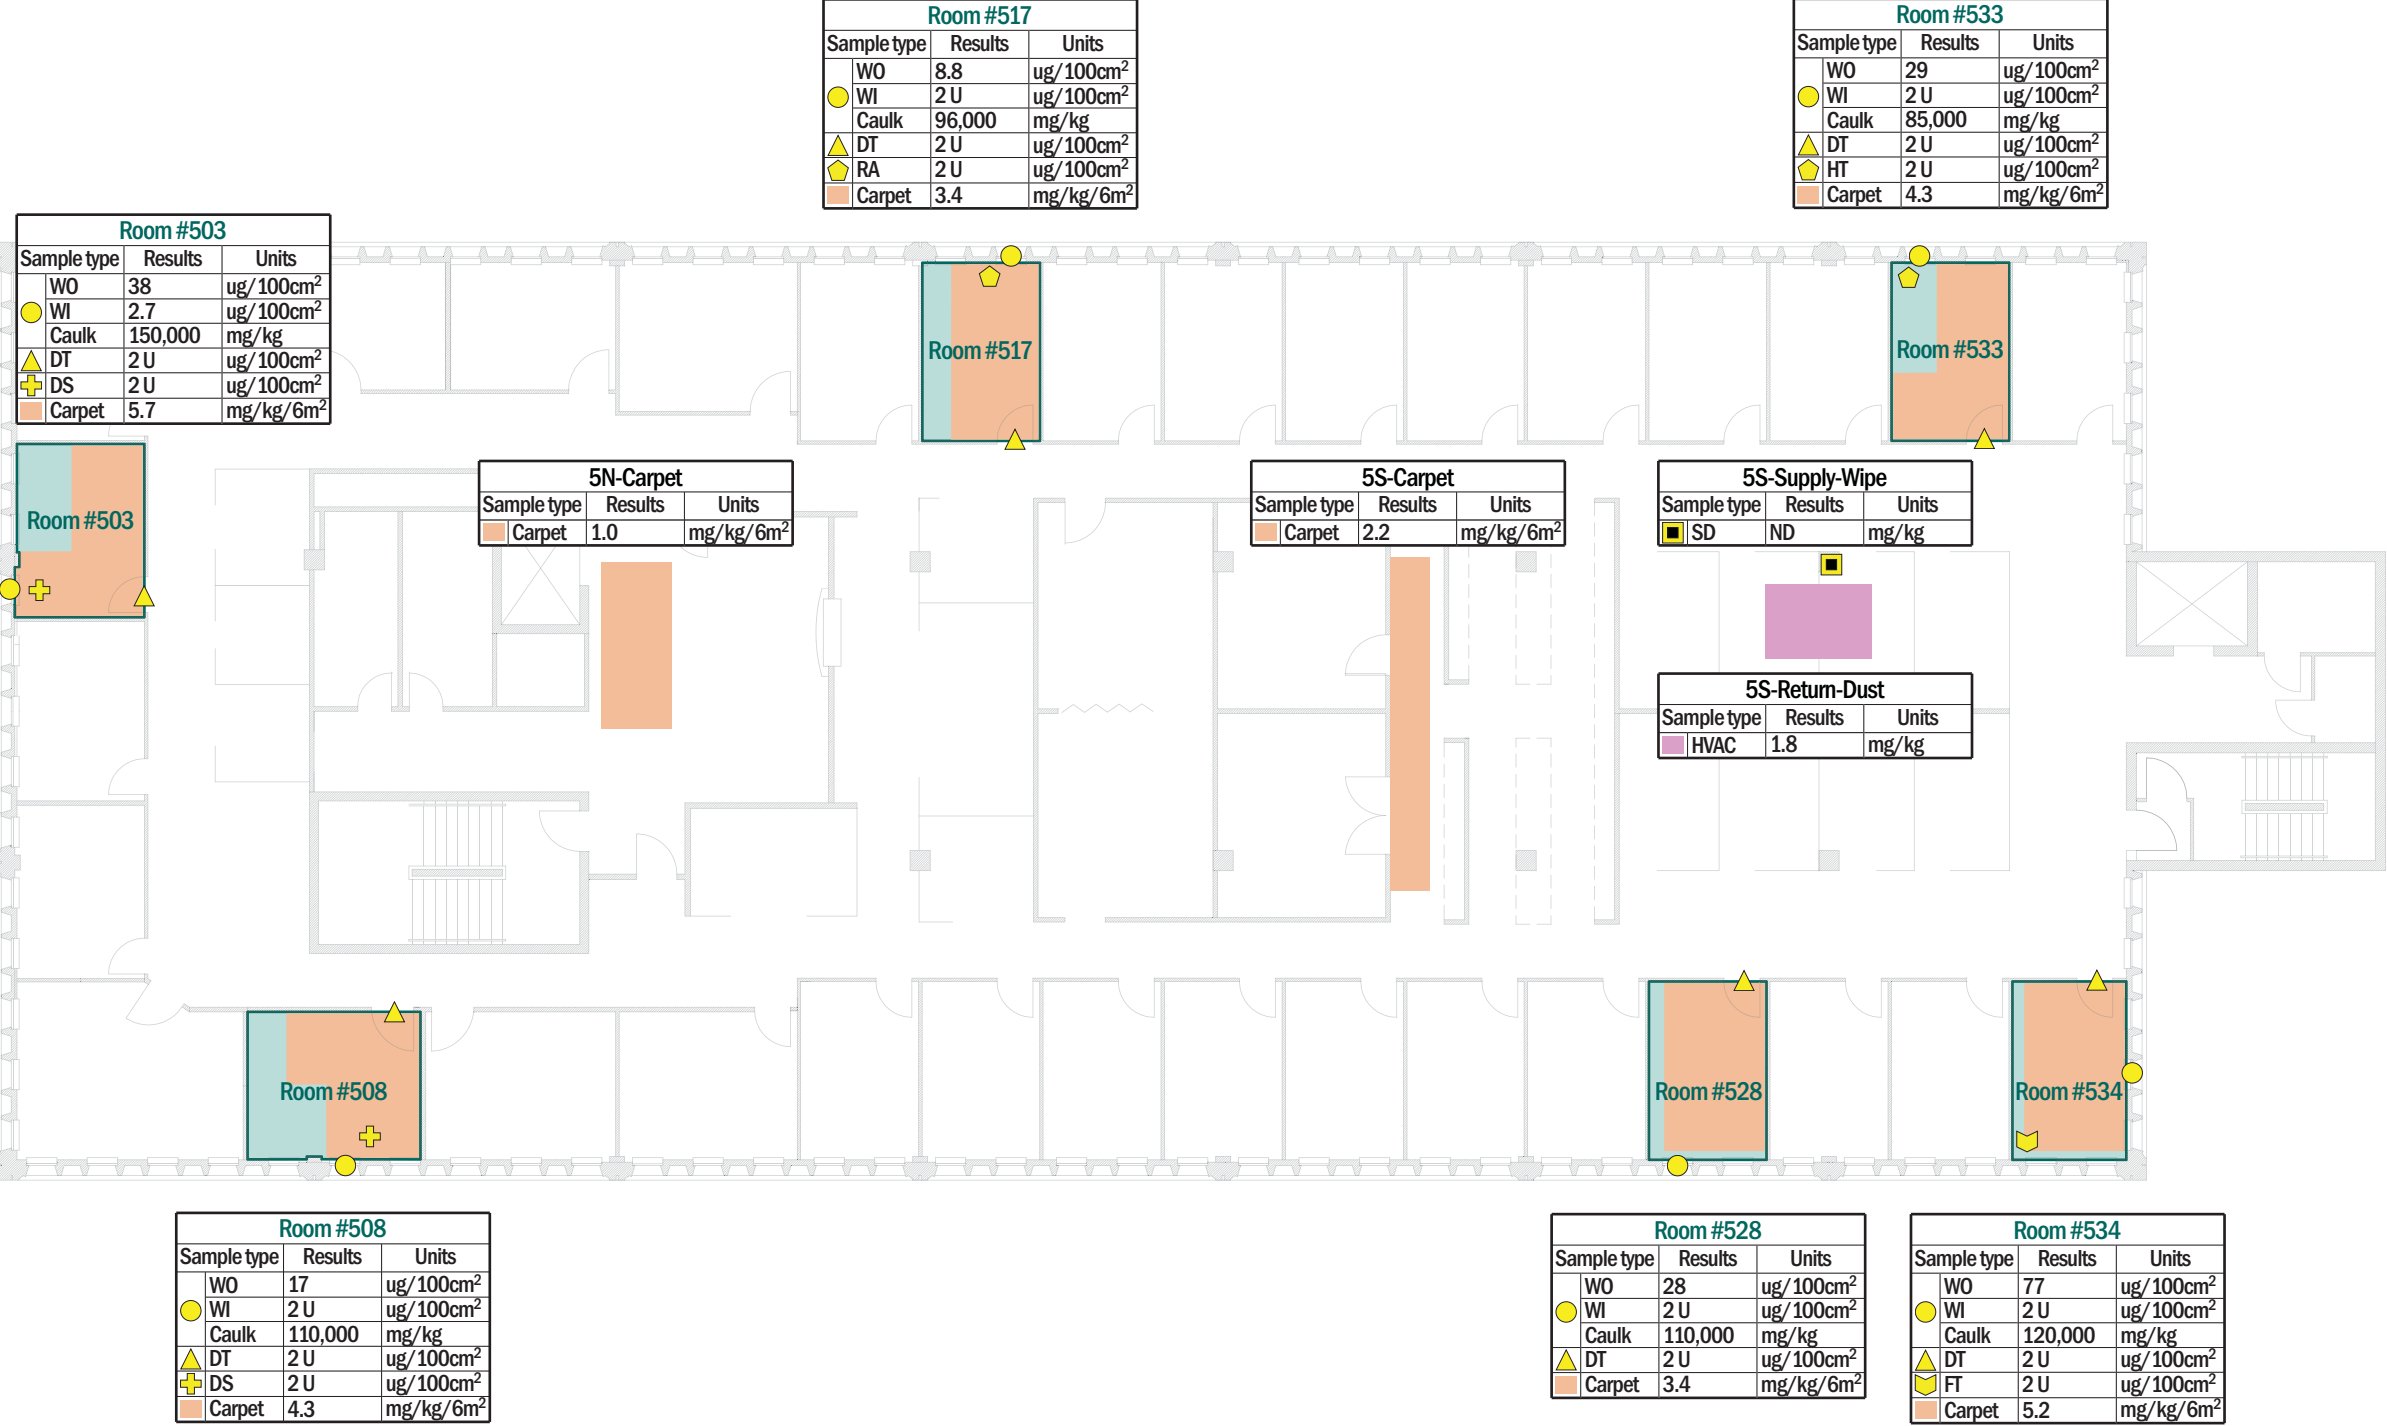 Room #517
Sample type Results Units
WO 8.8 ug/100cm²
WI 2 U ug/100cm²
Caulk 96,000 mg/kg
DT 2 U ug/100cm²
RA 2 U ug/100cm²
Carpet 3.4 mg/kg/6m²
Room #533
Sample type Results Units
WO 29 ug/100cm²
WI 2 U ug/100cm²
Caulk 85,000 mg/kg
DT 2 U ug/100cm²
HT 2 U ug/100cm²
Carpet 4.3 mg/kg/6m²
Room #503
Sample type Results Units
WO 38 ug/100cm²
WI 2.7 ug/100cm²
Caulk 150,000 mg/kg
DT 2 U ug/100cm²
DS 2 U ug/100cm²
Carpet 5.7 mg/kg/6m²
Room #517
Room #533
Room #503
5N-Carpet
Sample type Results Units
Carpet 1.0 mg/kg/6m²
5S-Carpet
Sample type Results Units
Carpet 2.2 mg/kg/6m²
5S-Supply-Wipe
Sample type Results Units
SD ND mg/kg
5S-Return-Dust
Sample type Results Units
HVAC 1.8 mg/kg
Room #508
Room #528
Room #534
Room #508
Sample type Results Units
WO 17 ug/100cm²
WI 2 U ug/100cm²
Caulk 110,000 mg/kg
DT 2 U ug/100cm²
DS 2 U ug/100cm²
Carpet 4.3 mg/kg/6m²
Room #528
Sample type Results Units
WO 28 ug/100cm²
WI 2 U ug/100cm²
Caulk 110,000 mg/kg
DT 2 U ug/100cm²
Carpet 3.4 mg/kg/6m²
Room #534
Sample type Results Units
WO 77 ug/100cm²
WI 2 U ug/100cm²
Caulk 120,000 mg/kg
DT 2 U ug/100cm²
FT 2 U ug/100cm²
Carpet 5.2 mg/kg/6m²